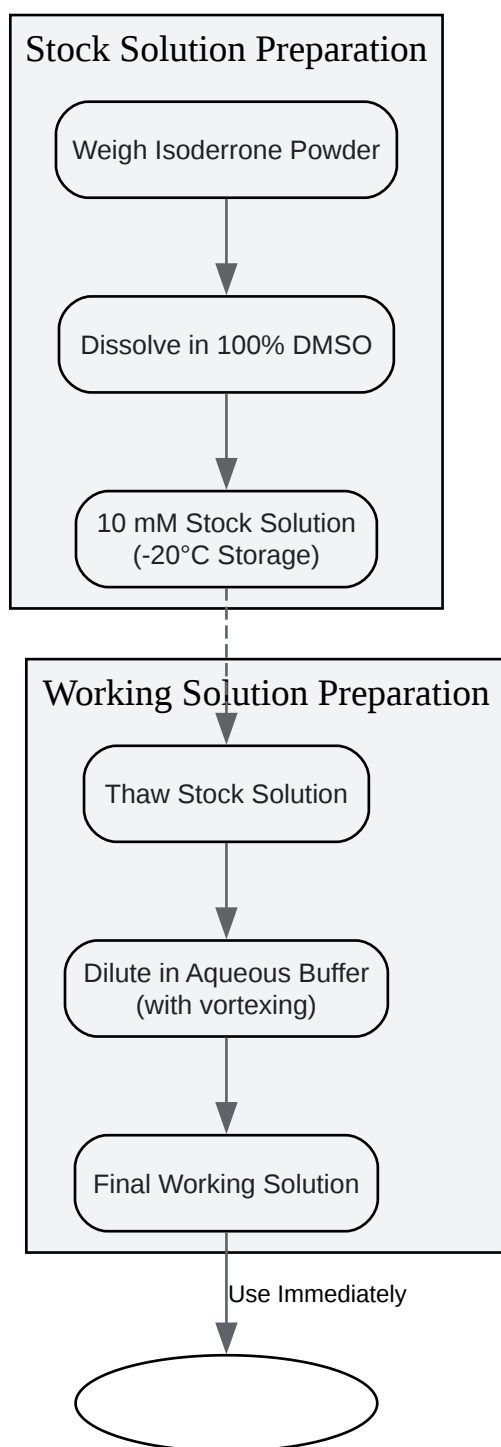 Stock Solution Preparation
Weigh Isoderrone Powder
Dissolve in 100% DMSO
10 mM Stock Solution
(-20°C Storage)
Working Solution Preparation
Thaw Stock Solution
Dilute in Aqueous Buffer
(with vortexing)
Final Working Solution
Use Immediately